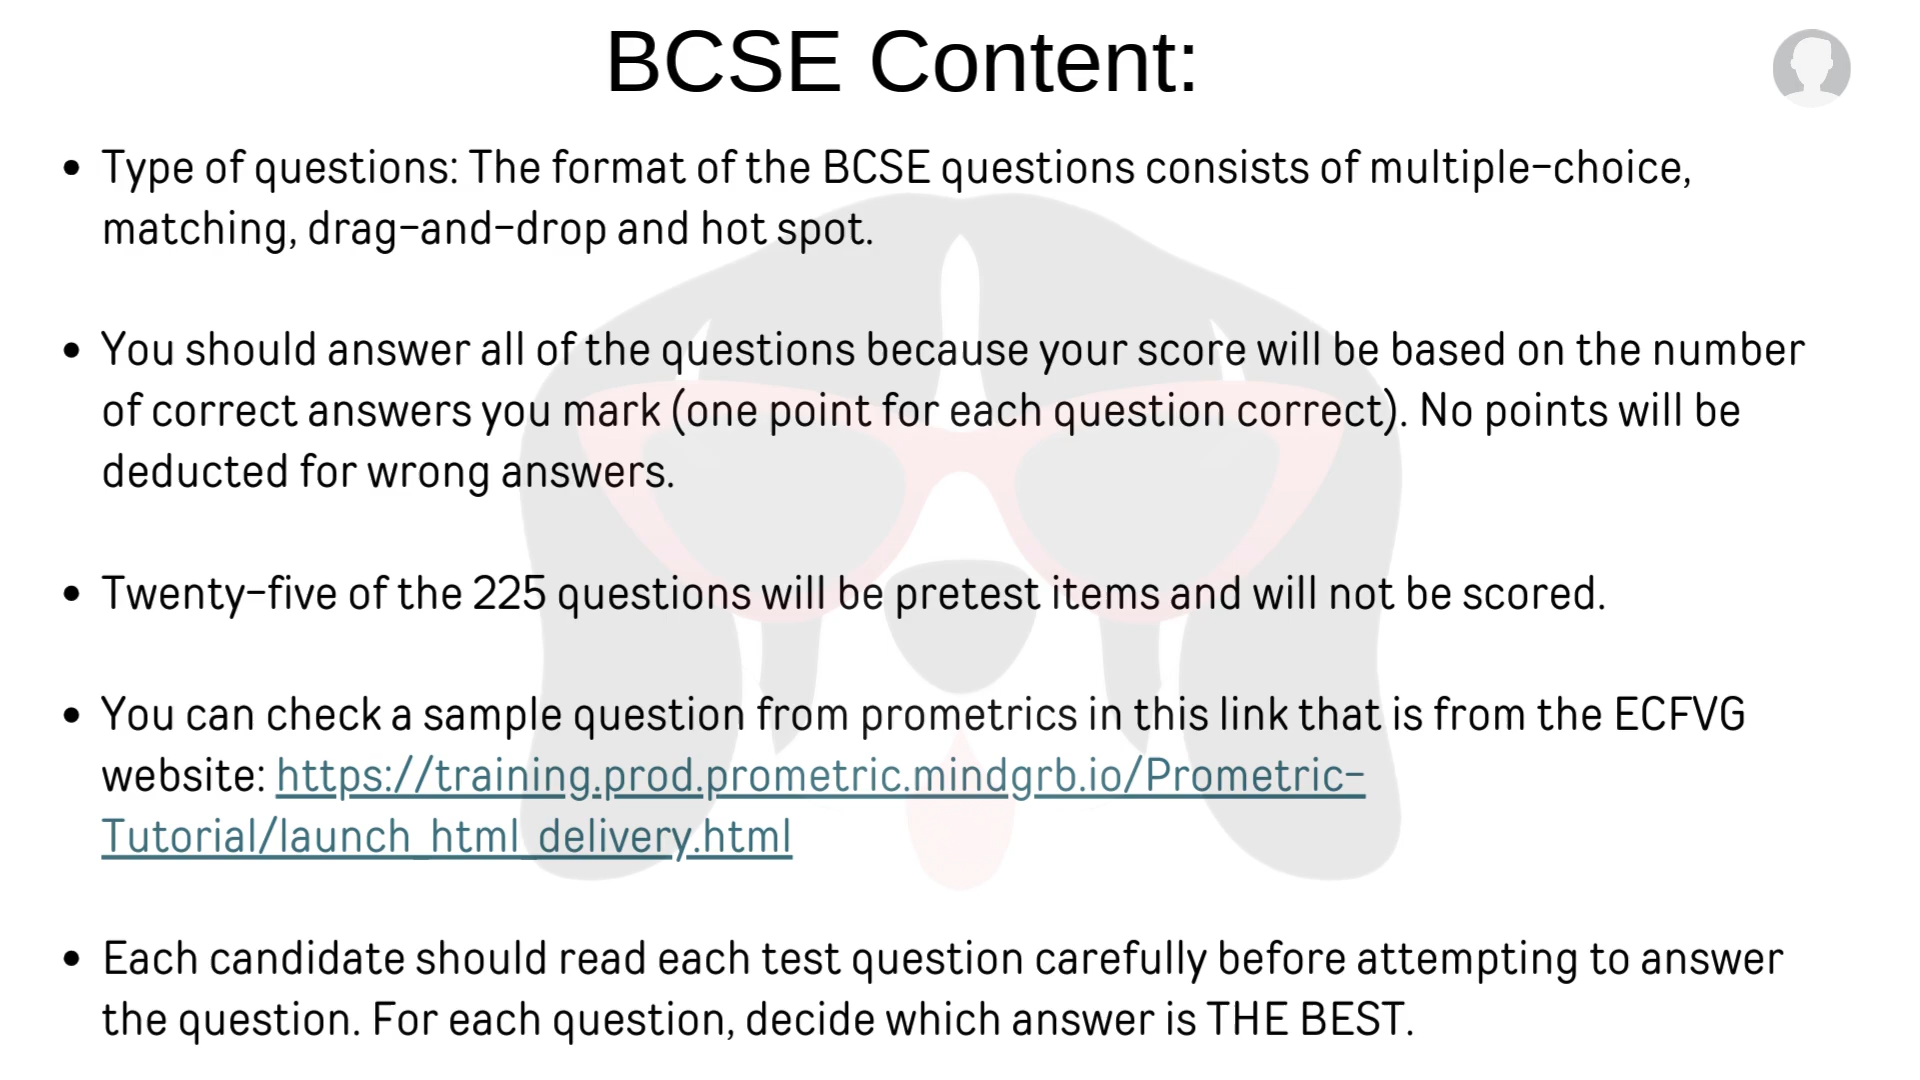 BCSE Content:
• Type of questions: The format of the BCSE questions consists of multiple-choice,
matching, drag-and-drop and hot spot.
• You should answer all of the questions because your score will be based on the number
of correct answers you mark (one point for each question correct). No points will be
deducted for wrong answers.
• Twenty-five of the 225 questions will be pretest items and will not be scored.
• You can check a sample question from prometrics in this link that is from the ECFVG
website: https://training.prod.prometric.mindgrb.io/Prometric-
Tutorial/launch_html_delivery.html
• Each candidate should read each test question carefully before attempting to answer
the question. For each question, decide which answer is THE BEST.